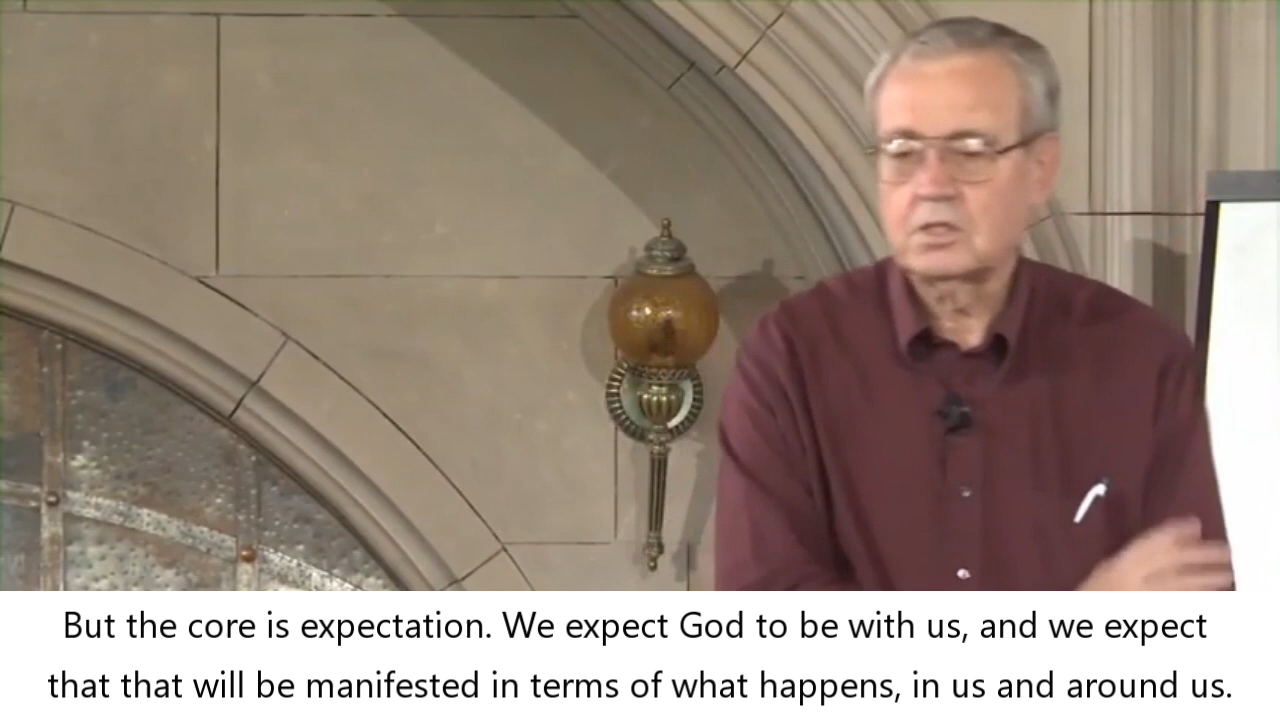 But the core is expectation. We expect God to be with us, and we expect
that that will be manifested in terms of what happens, in us and around us.